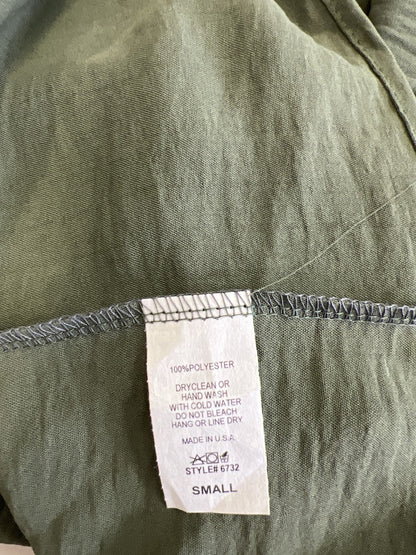 100%POLYESTER
DRYCLEAN OR
HAND WASH
WITH COLD WATER
DO NOT BLEACH
HANG OR LINE DRY
MADE IN U.S.A.
STYLE# 6732
SMALL